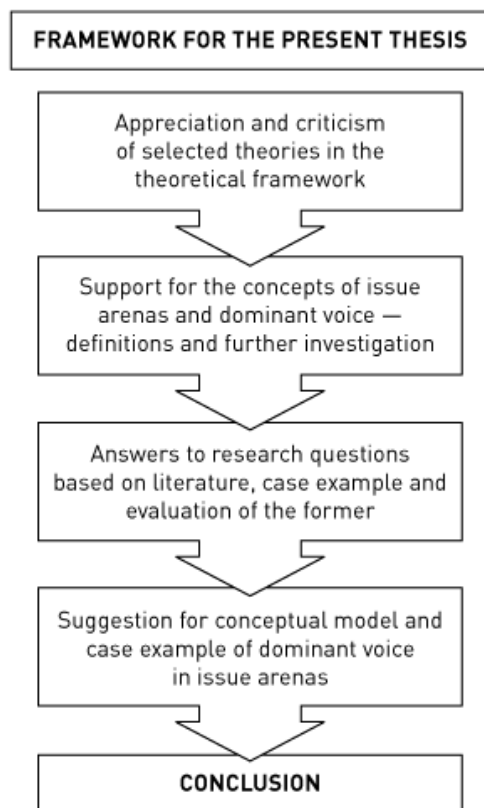 FRAMEWORK FOR THE PRESENT THESIS
Appreciation and criticism
of selected theories in the
theoretical framework
Support for the concepts of issue
arenas and dominant voice —
definitions and further investigation
Answers to research questions
based on literature, case example and
evaluation of the former
Suggestion for conceptual model and
case example of dominant voice
in issue arenas
CONCLUSION